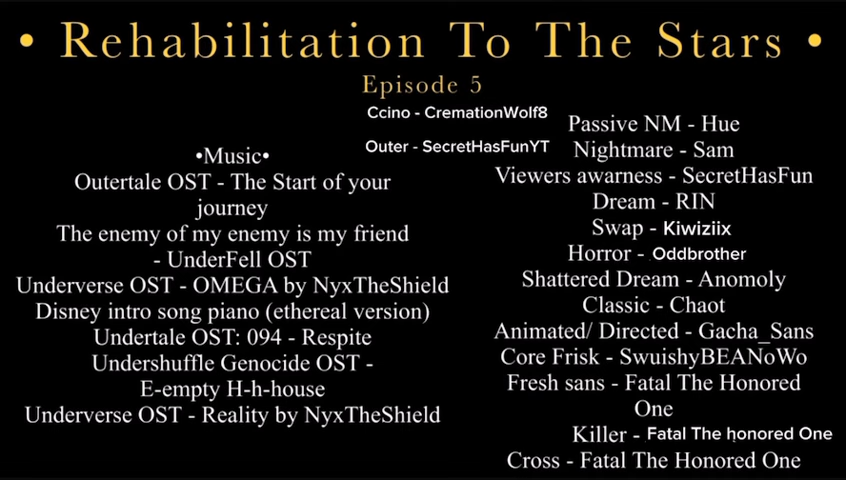 • Rehabilitation To The Stars •
Episode 5
Ccino - CremationWolf8
Outer - SecretHasFunYT
•Music•
Outertale OST - The Start of your
journey
The enemy of my enemy is my friend
- UnderFell OST
Underverse OST - OMEGA by NyxTheShield
Disney intro song piano (ethereal version)
Undertale OST: 094 - Respite
Undershuffle Genocide OST -
E-empty H-h-house
Underverse OST - Reality by NyxTheShield
Passive NM - Hue
Nightmare - Sam
Viewers awarness - SecretHasFun
Dream - RIN
Swap - Kiwiziix
Horror - Oddbrother
Shattered Dream - Anomoly
Classic - Chaot
Animated/ Directed - Gacha_Sans
Core Frisk - SwuishyBEANoWo
Fresh sans - Fatal The Honored
One
Killer - Fatal The honored One
Cross - Fatal The Honored One